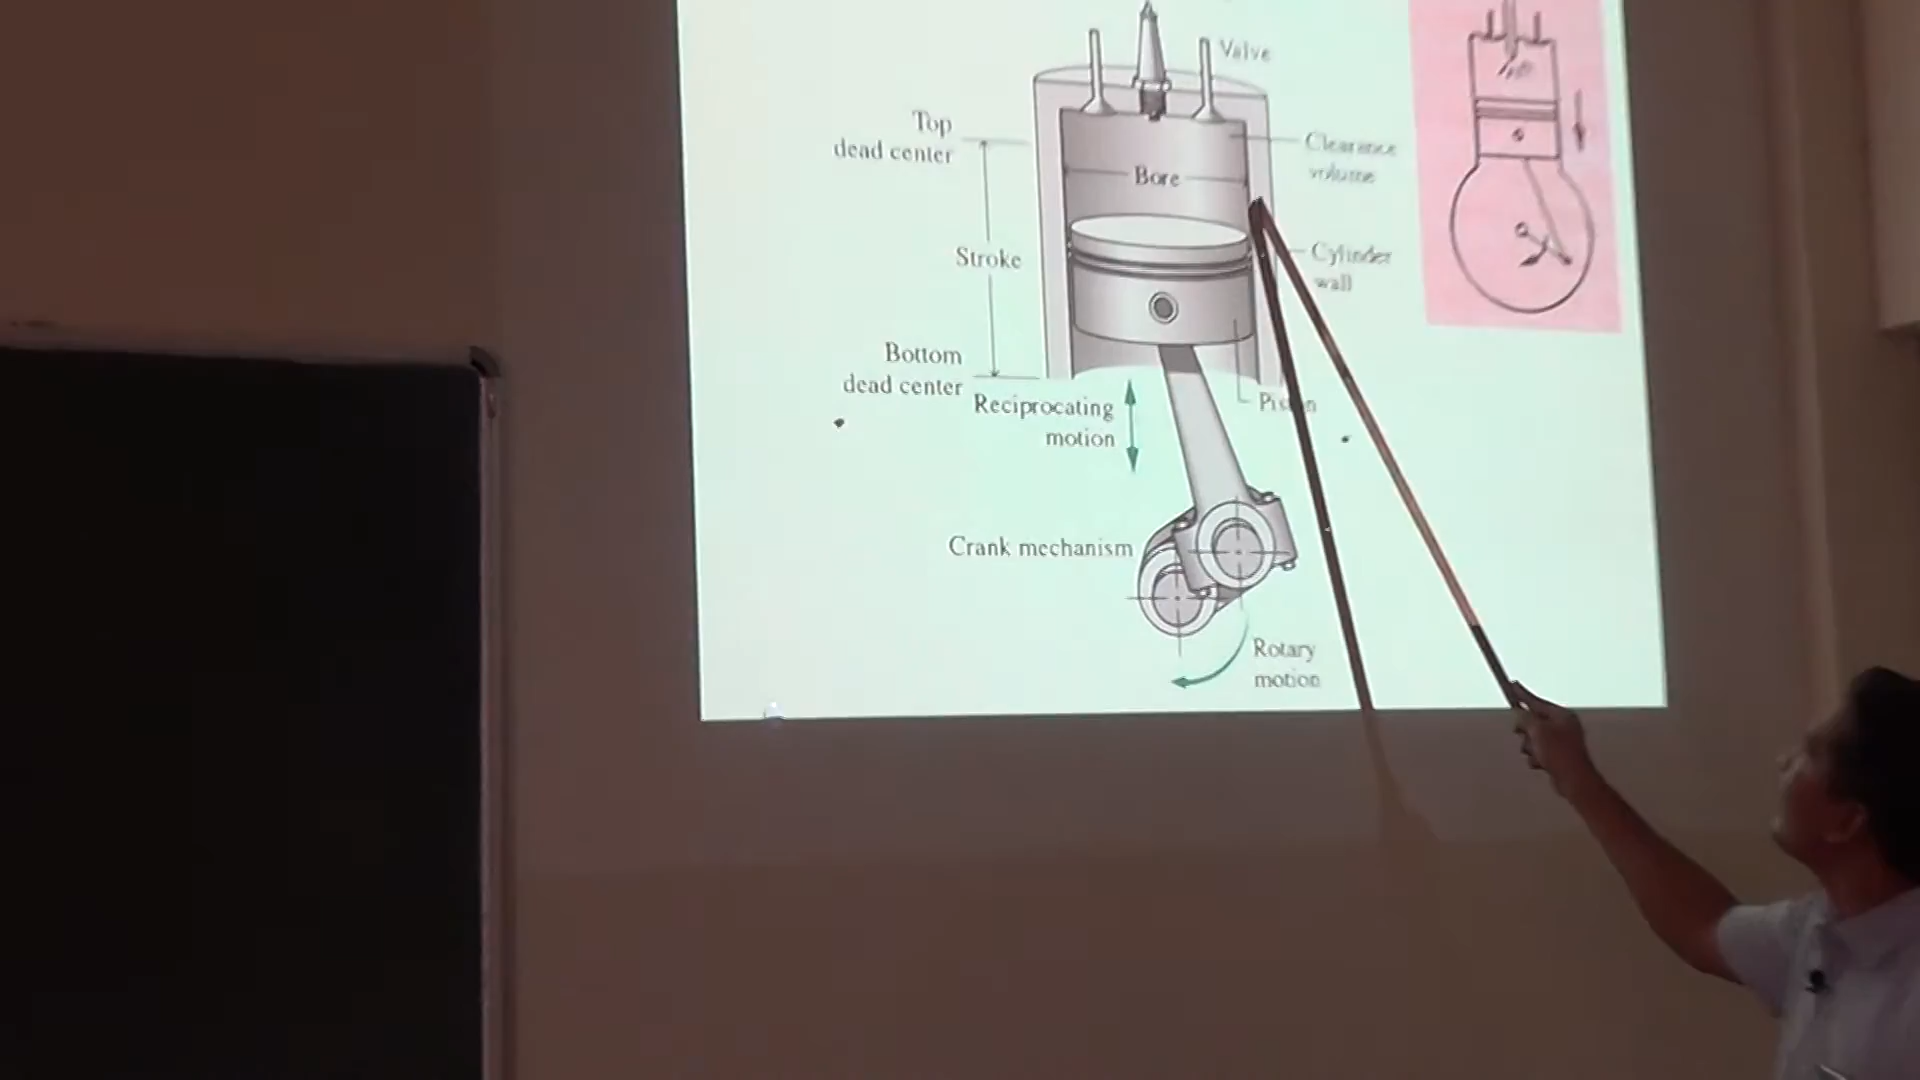 Valve
Top
dead center
Clearance
volume
Bore
Stroke
Cylinder
wall
Bottom
dead center
Reciprocating
motion
Piston
Crank mechanism
Rotary
motion